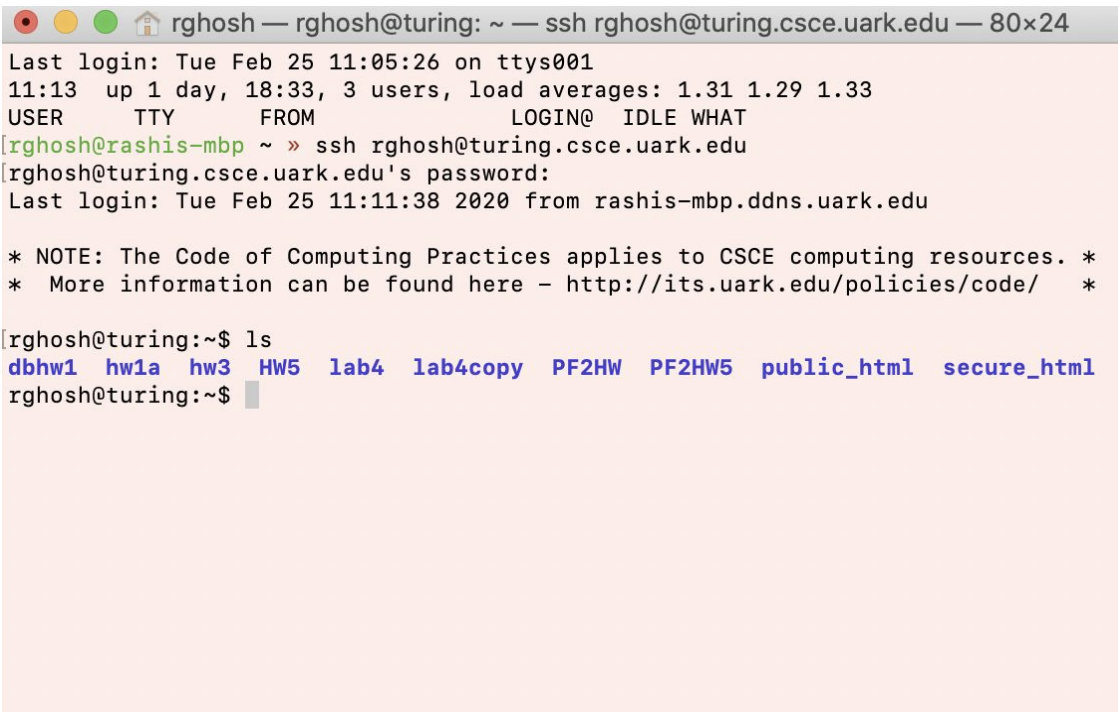 rghosh — rghosh@turing: ~ — ssh rghosh@turing.csce.uark.edu — 80×24
Last login: Tue Feb 25 11:05:26 on ttys001
11:13  up 1 day, 18:33, 3 users, load averages: 1.31 1.29 1.33
USER     TTY      FROM              LOGIN@  IDLE WHAT
[rghosh@rashis-mbp ~ » ssh rghosh@turing.csce.uark.edu
[rghosh@turing.csce.uark.edu's password:
Last login: Tue Feb 25 11:11:38 2020 from rashis-mbp.ddns.uark.edu
* NOTE: The Code of Computing Practices applies to CSCE computing resources. *
*  More information can be found here – http://its.uark.edu/policies/code/   *
[rghosh@turing:~$ ls
dbhw1  hw1a  hw3  HW5  lab4  lab4copy  PF2HW  PF2HW5  public_html  secure_html
rghosh@turing:~$